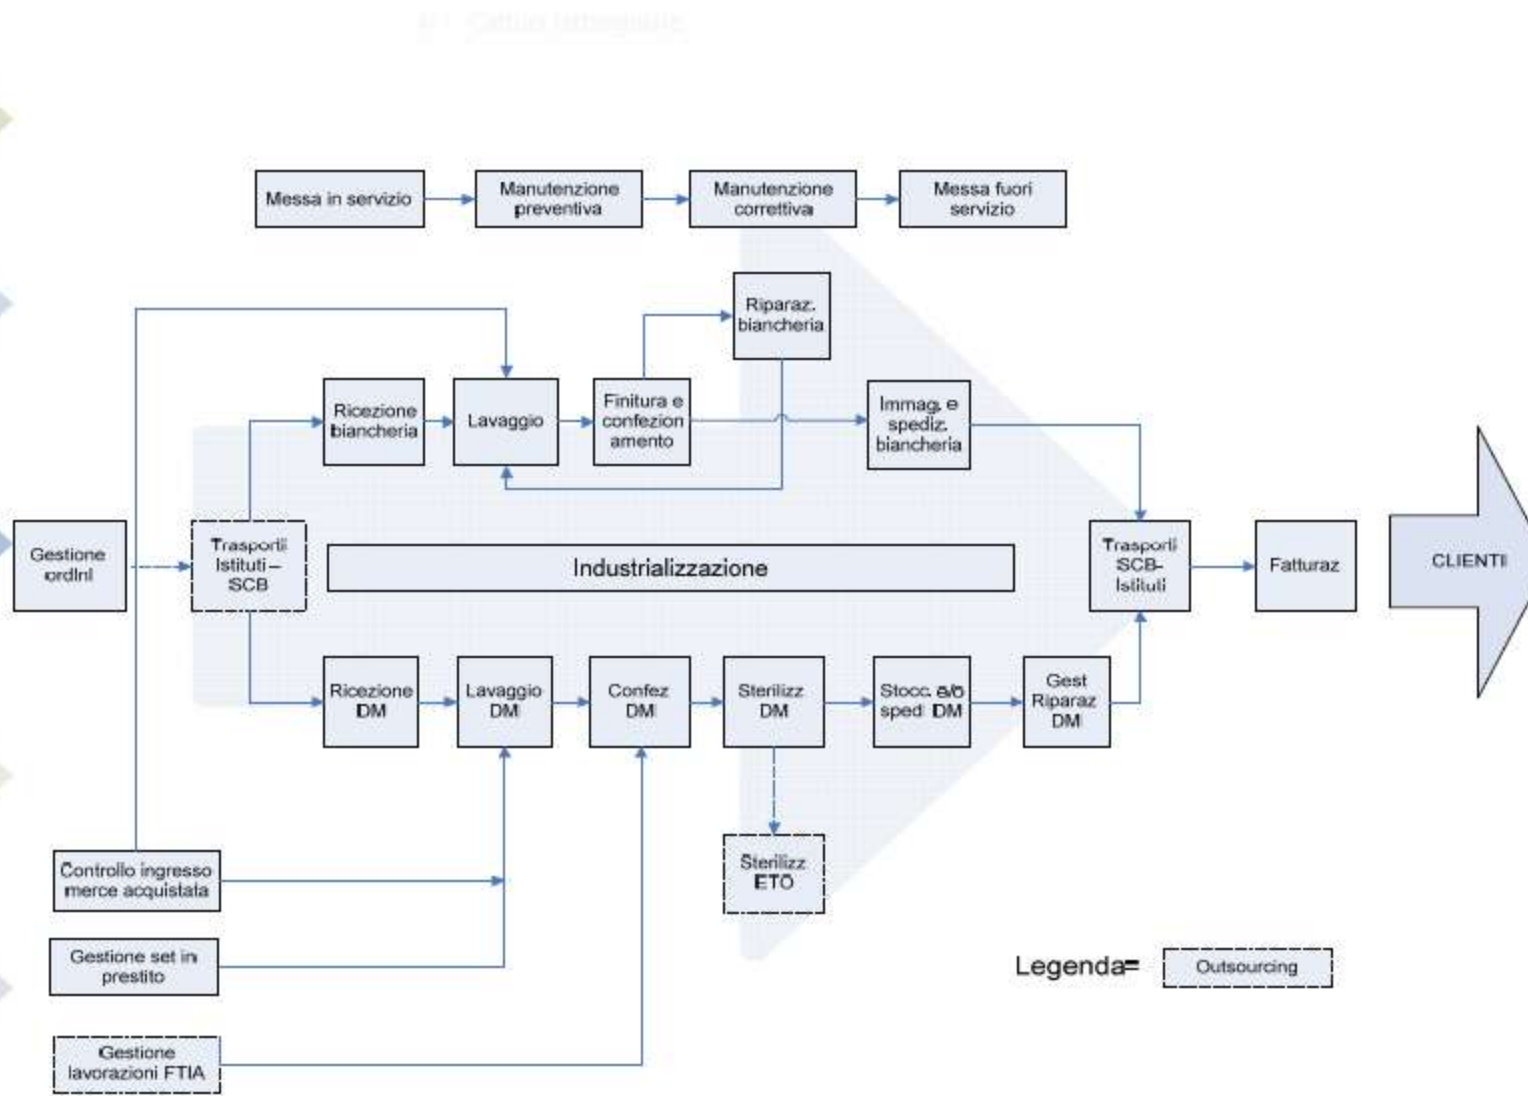 Messa in servizio
Manutenzione
preventiva
Manutenzione
correttiva
Messa fuori
servizio
Riparaz.
biancheria
Ricezione
biancheria
Lavaggio
Finitura e
confezion
amento
Immag. e
spediz.
biancheria
Gestione
ordini
Trasporti
Istituti –
SCB
Industrializzazione
Trasporti
SCB-
Istituti
Fatturaz
CLIENTI
Ricezione
DM
Lavaggio
DM
Confez
DM
Sterilizz
DM
Stocc. e/o
sped DM
Gest
Riparaz
DM
Sterilizz
ETO
Controllo ingresso
merce acquistata
Gestione set in
prestito
Gestione
lavorazioni FTIA
Legenda=
Outsourcing